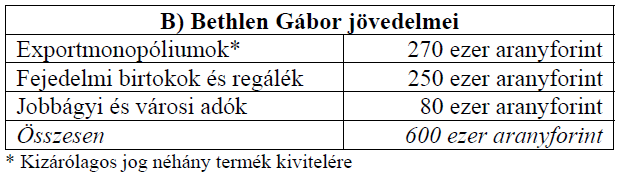 B) Bethlen Gábor jövedelmei
Exportmonopóliumok* 270 ezer aranyforint
Fejedelmi birtokok és regálék 250 ezer aranyforint
Jobbágyi és városi adók 80 ezer aranyforint
Összesen 600 ezer aranyforint
* Kizárólagos jog néhány termék kivitelére